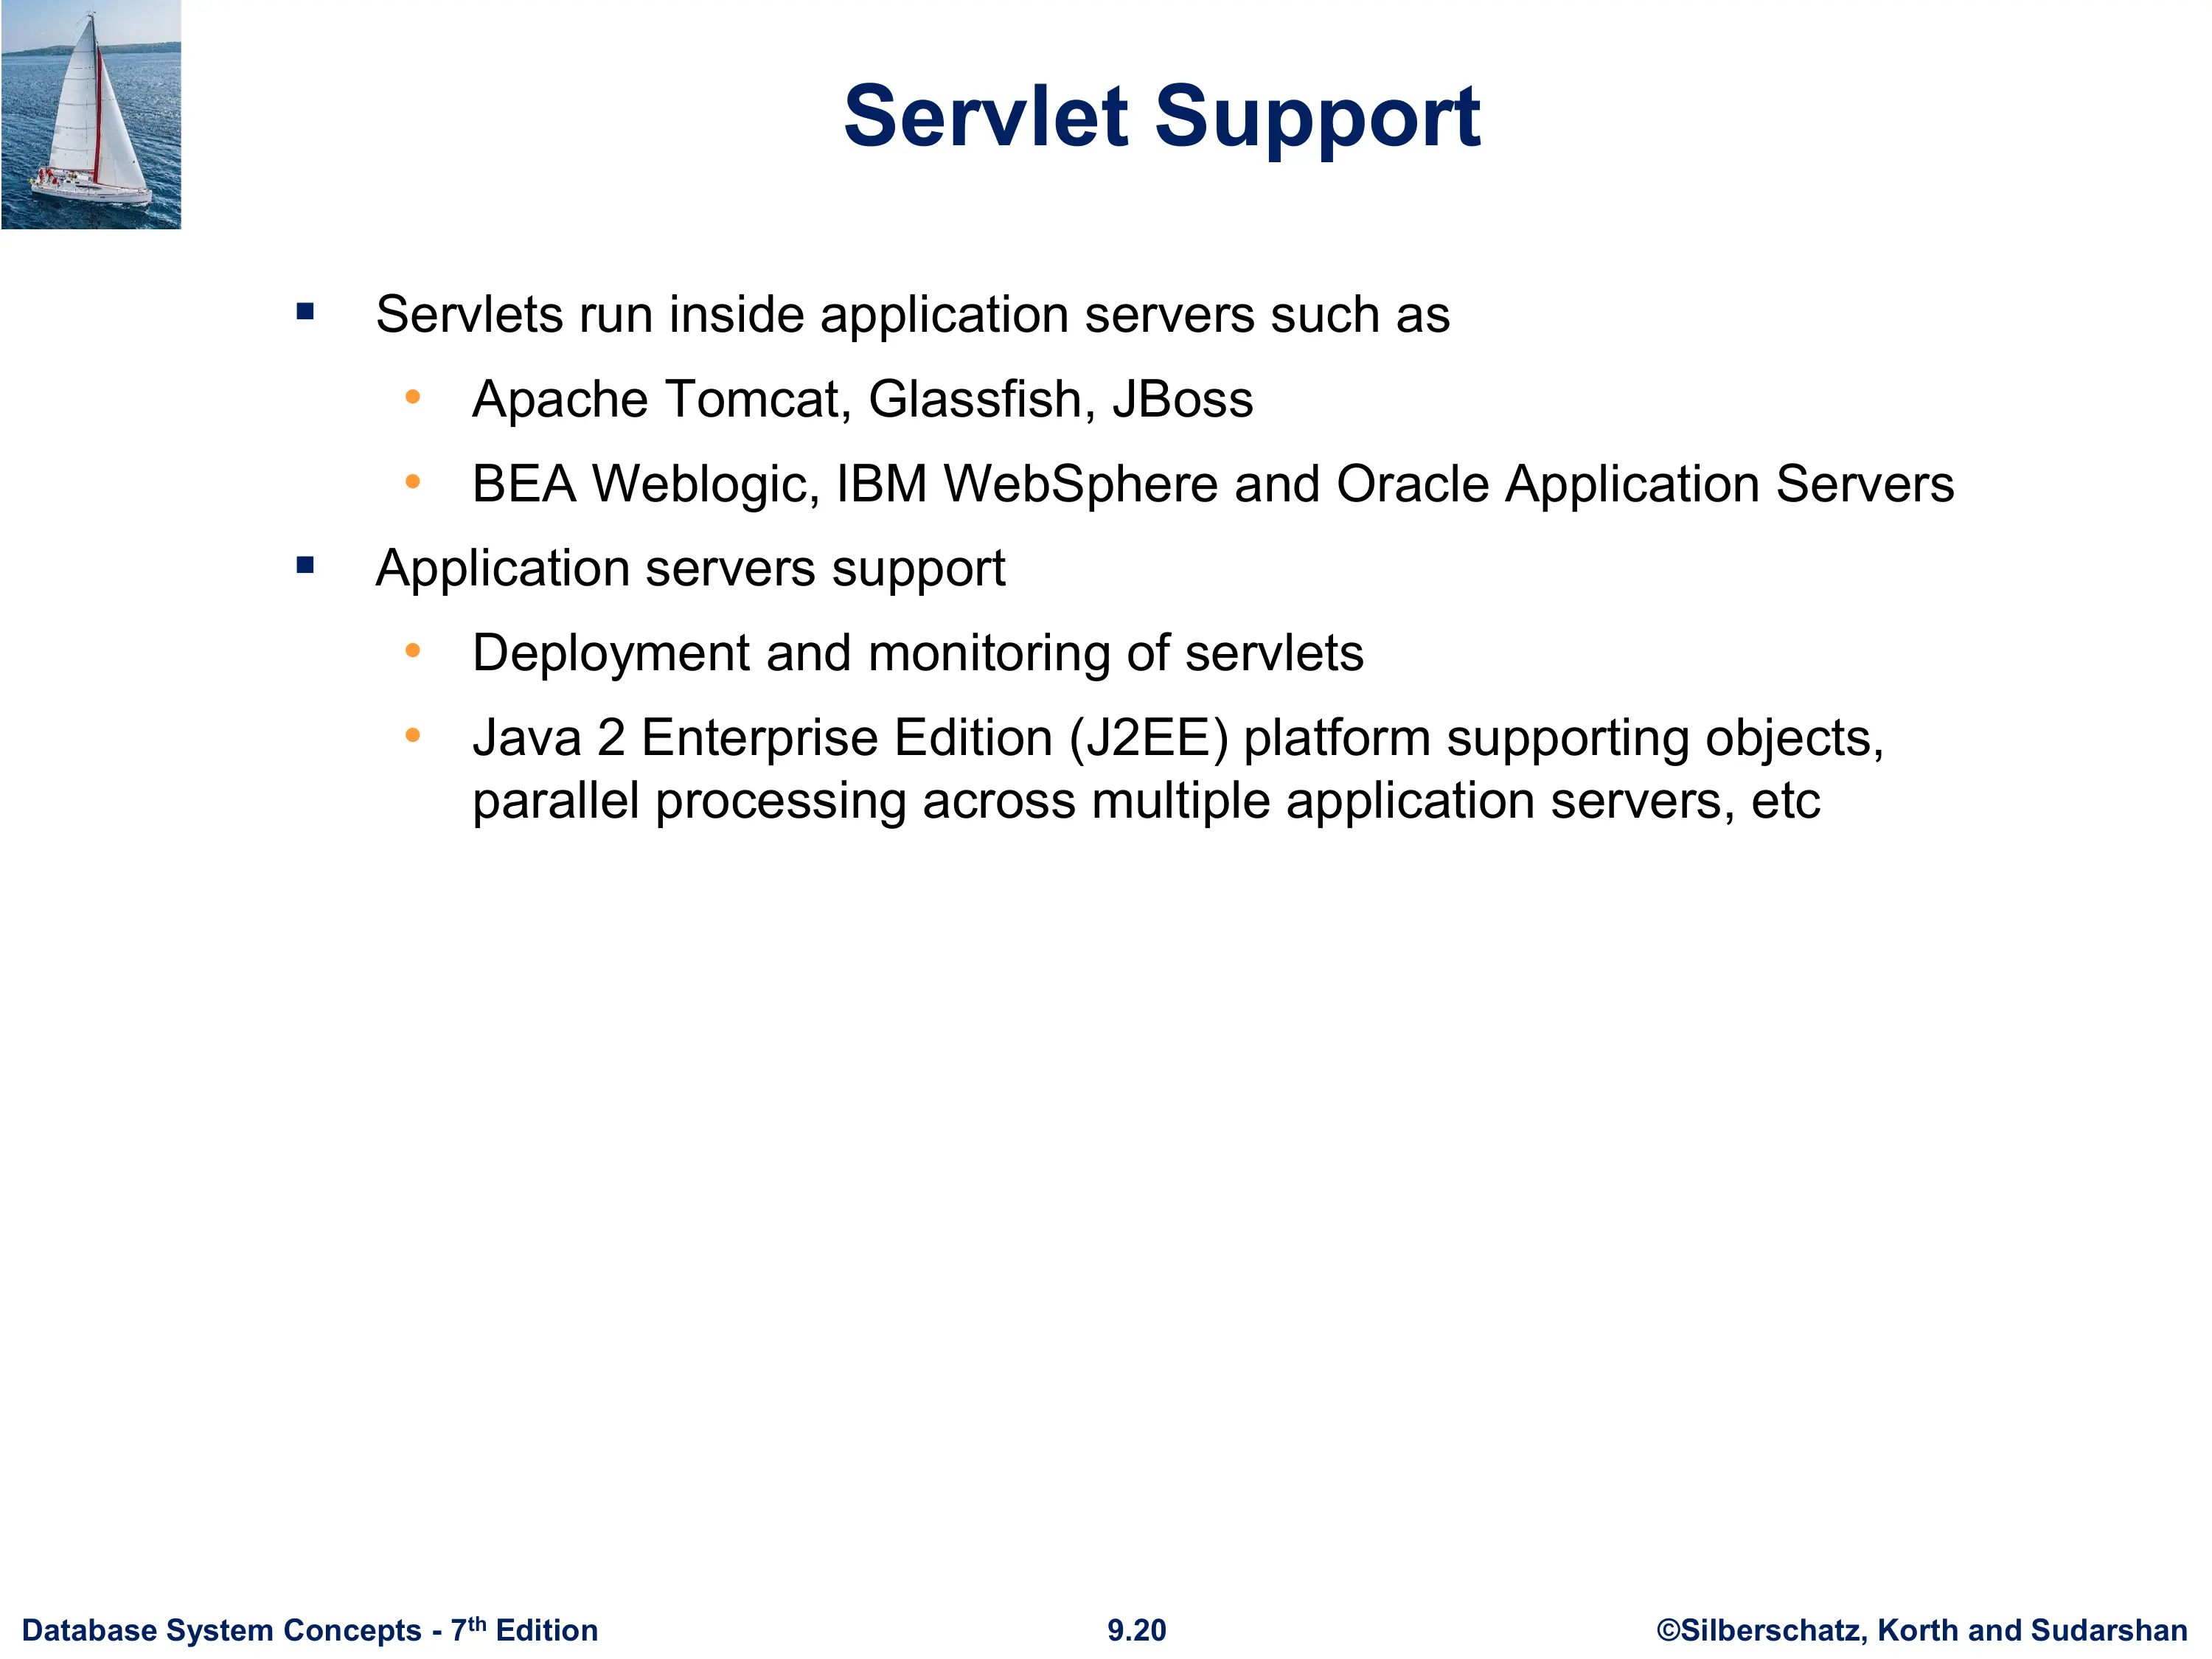 Servlet Support
▪ Servlets run inside application servers such as
• Apache Tomcat, Glassfish, JBoss
• BEA Weblogic, IBM WebSphere and Oracle Application Servers
▪ Application servers support
• Deployment and monitoring of servlets
• Java 2 Enterprise Edition (J2EE) platform supporting objects,
parallel processing across multiple application servers, etc
Database System Concepts - 7th Edition
9.20
©Silberschatz, Korth and Sudarshan